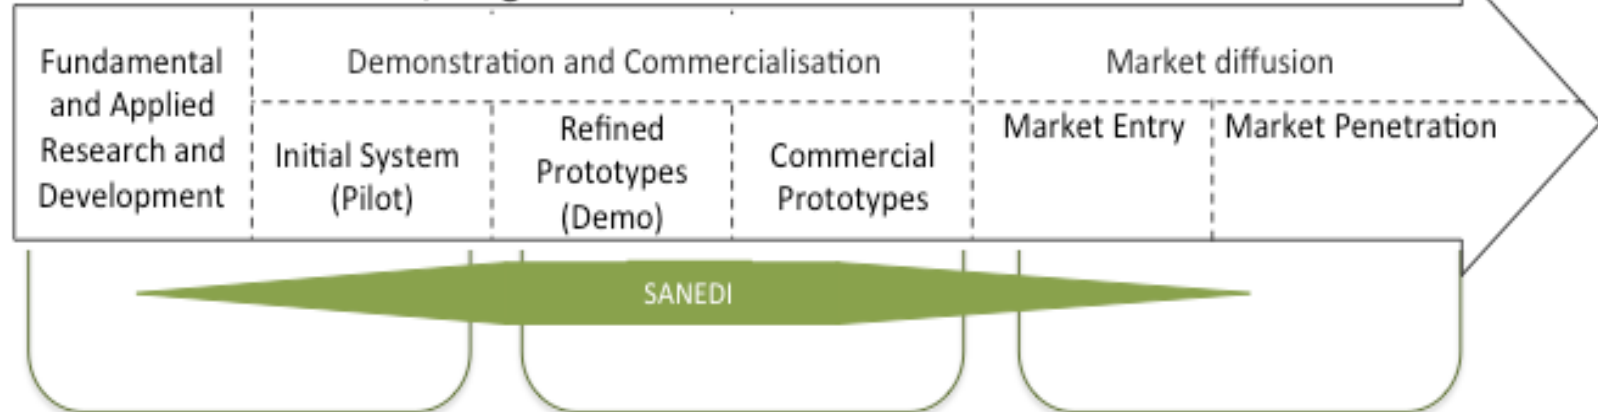 Fundamental
and Applied
Research and
Development
Demonstration and Commercialisation
Initial System
(Pilot)
Refined
Prototypes
(Demo)
Commercial
Prototypes
Market diffusion
Market Entry
Market Penetration
SANEDI